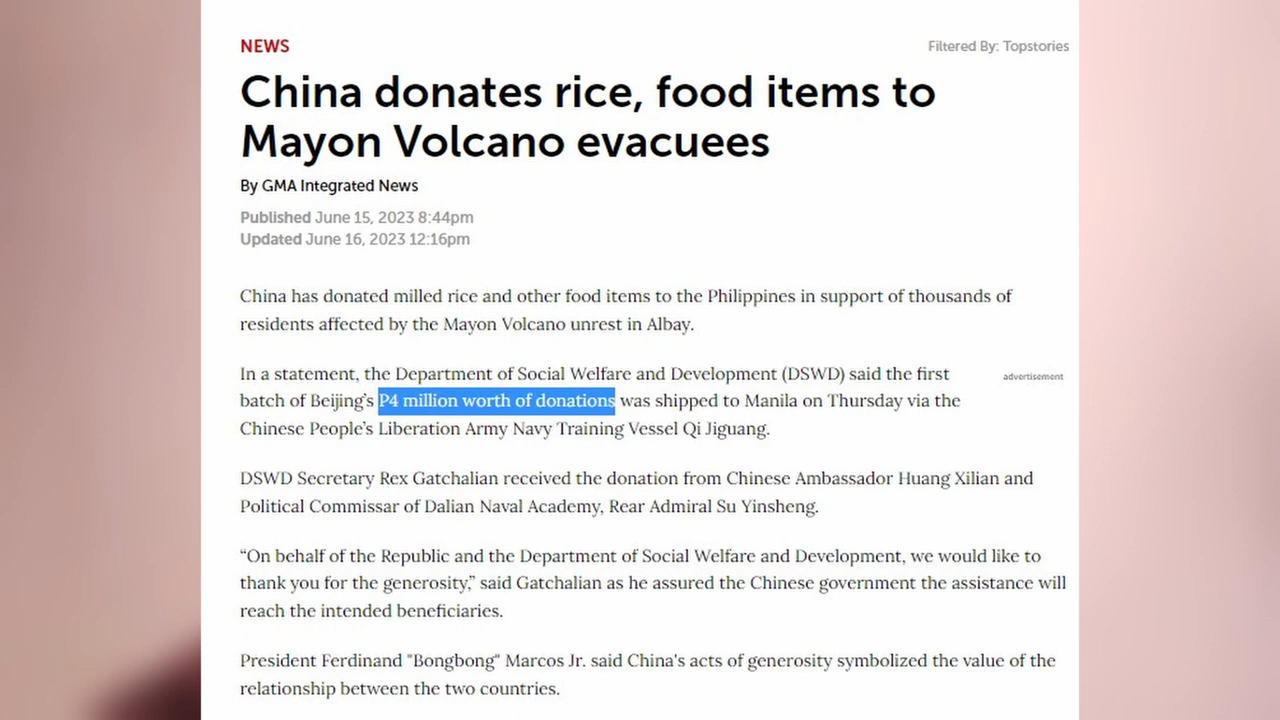 NEWS
Filtered By: Topstories
China donates rice, food items to
Mayon Volcano evacuees
By GMA Integrated News
Published June 15, 2023 8:44pm
Updated June 16, 2023 12:16pm
China has donated milled rice and other food items to the Philippines in support of thousands of
residents affected by the Mayon Volcano unrest in Albay.
In a statement, the Department of Social Welfare and Development (DSWD) said the first
advertisement
batch of Beijing’s P4 million worth of donations was shipped to Manila on Thursday via the
Chinese People’s Liberation Army Navy Training Vessel Qi Jiguang.
DSWD Secretary Rex Gatchalian received the donation from Chinese Ambassador Huang Xilian and
Political Commissar of Dalian Naval Academy, Rear Admiral Su Yinsheng.
“On behalf of the Republic and the Department of Social Welfare and Development, we would like to
thank you for the generosity,” said Gatchalian as he assured the Chinese government the assistance will
reach the intended beneficiaries.
President Ferdinand "Bongbong" Marcos Jr. said China's acts of generosity symbolized the value of the
relationship between the two countries.